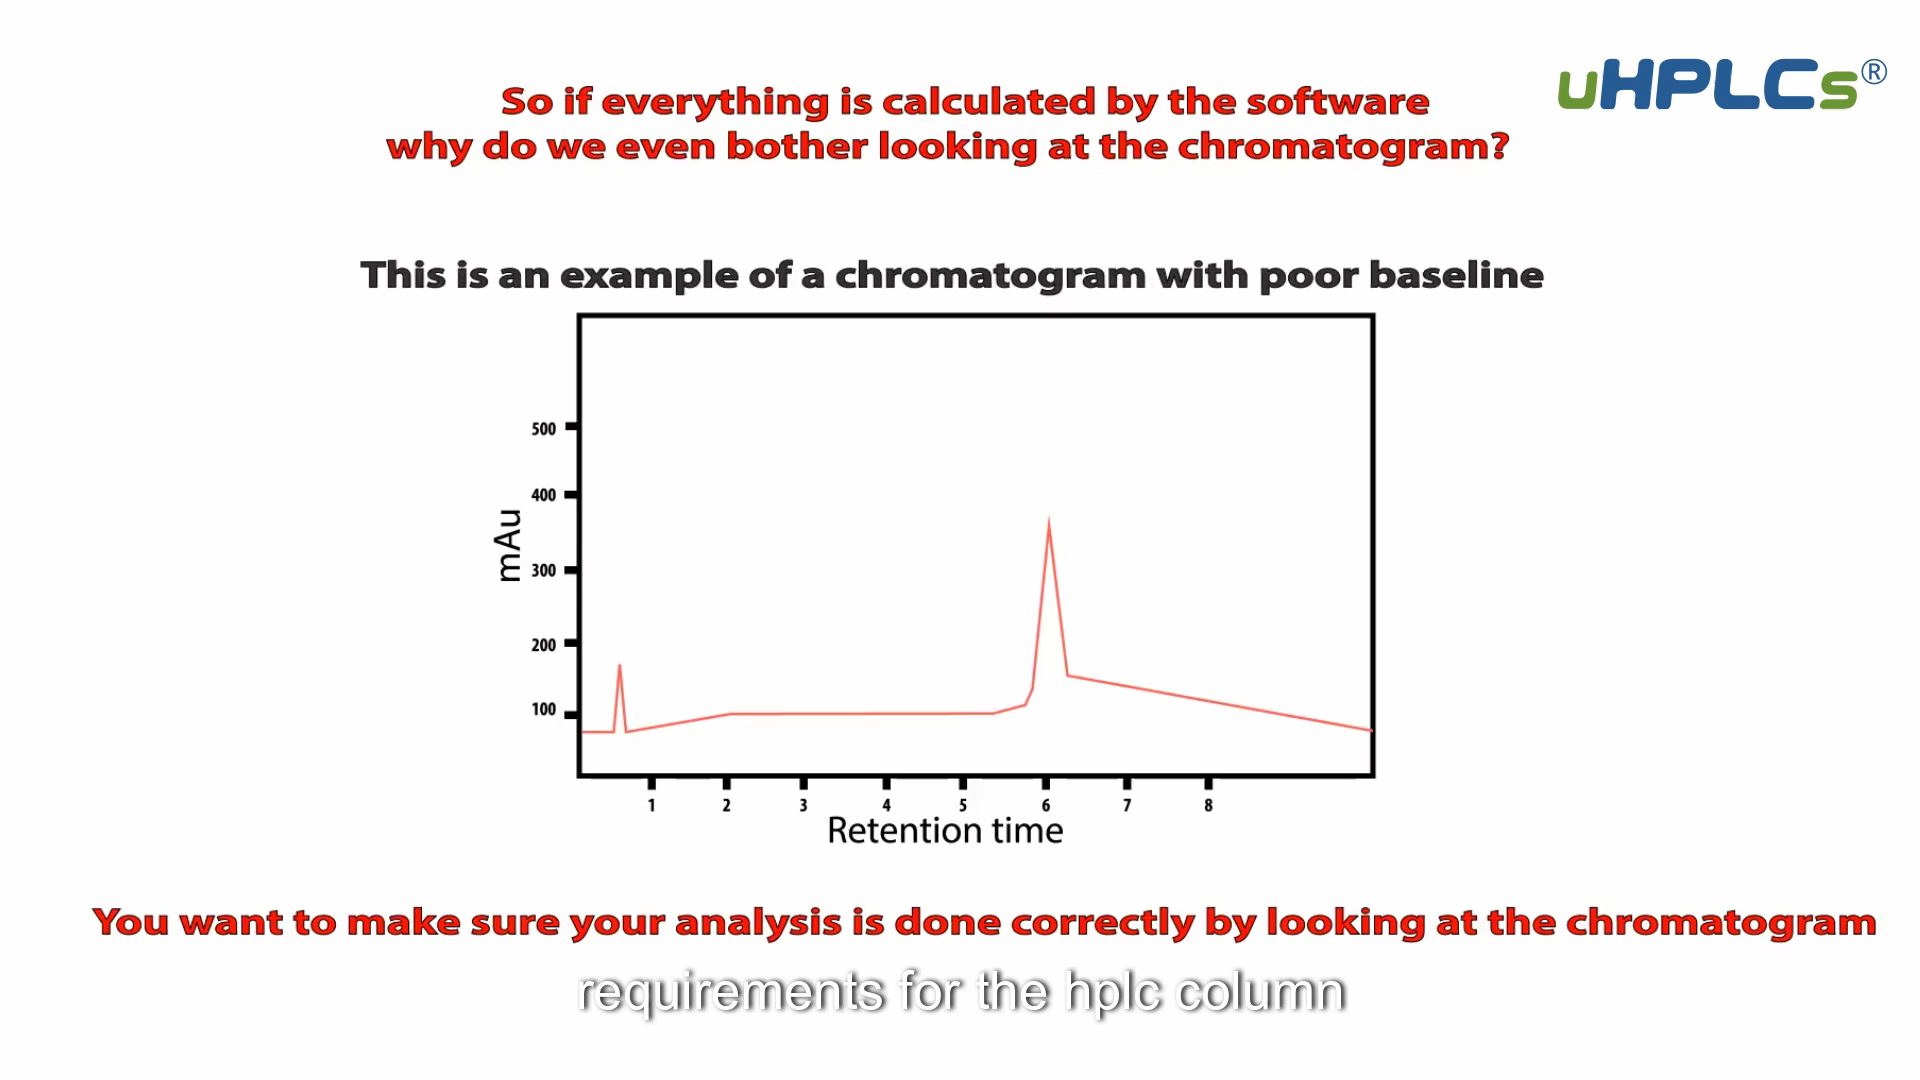 uHPLCs®
So if everything is calculated by the software
why do we even bother looking at the chromatogram?
This is an example of a chromatogram with poor baseline
500
400
300
200
100
mAu
1 2 3 4 5 6 7 8
Retention time
You want to make sure your analysis is done correctly by looking at the chromatogram
requirements for the hplc column